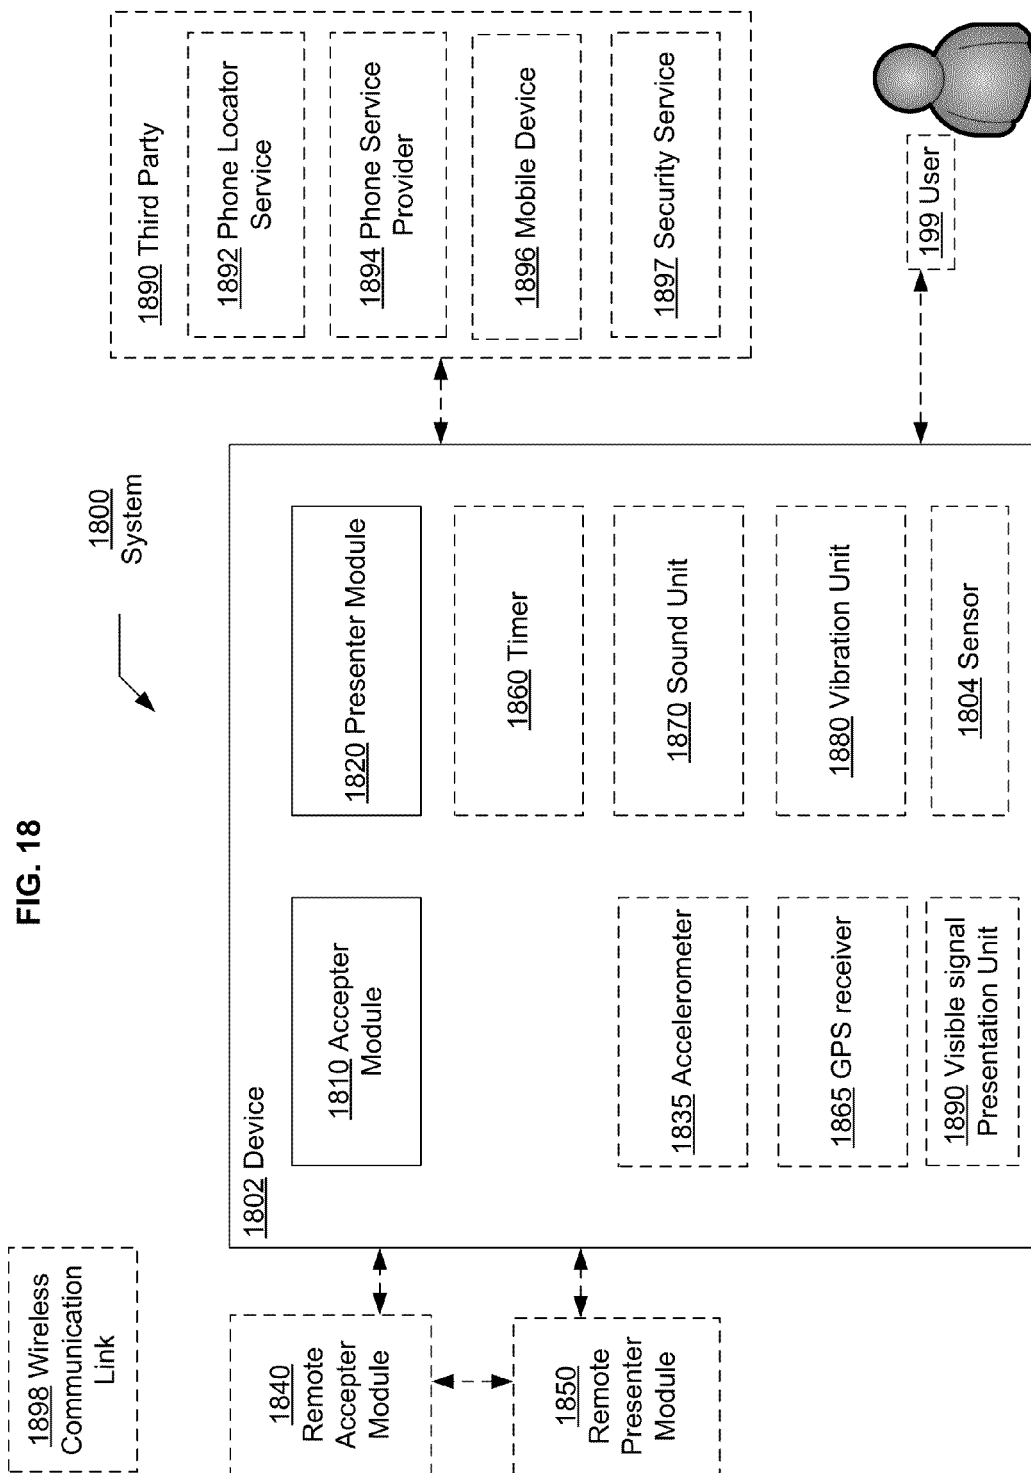 FIG. 18
1800
System
1898 Wireless
Communication
Link
1802 Device
1810 Accepter
Module
1820 Presenter Module
1860 Timer
1835 Accelerometer
1870 Sound Unit
1865 GPS receiver
1880 Vibration Unit
1890 Visible signal
Presentation Unit
1804 Sensor
1840
Remote
Accepter
Module
1850
Remote
Presenter
Module
1890 Third Party
1892 Phone Locator
Service
1894 Phone Service
Provider
1896 Mobile Device
1897 Security Service
199 User